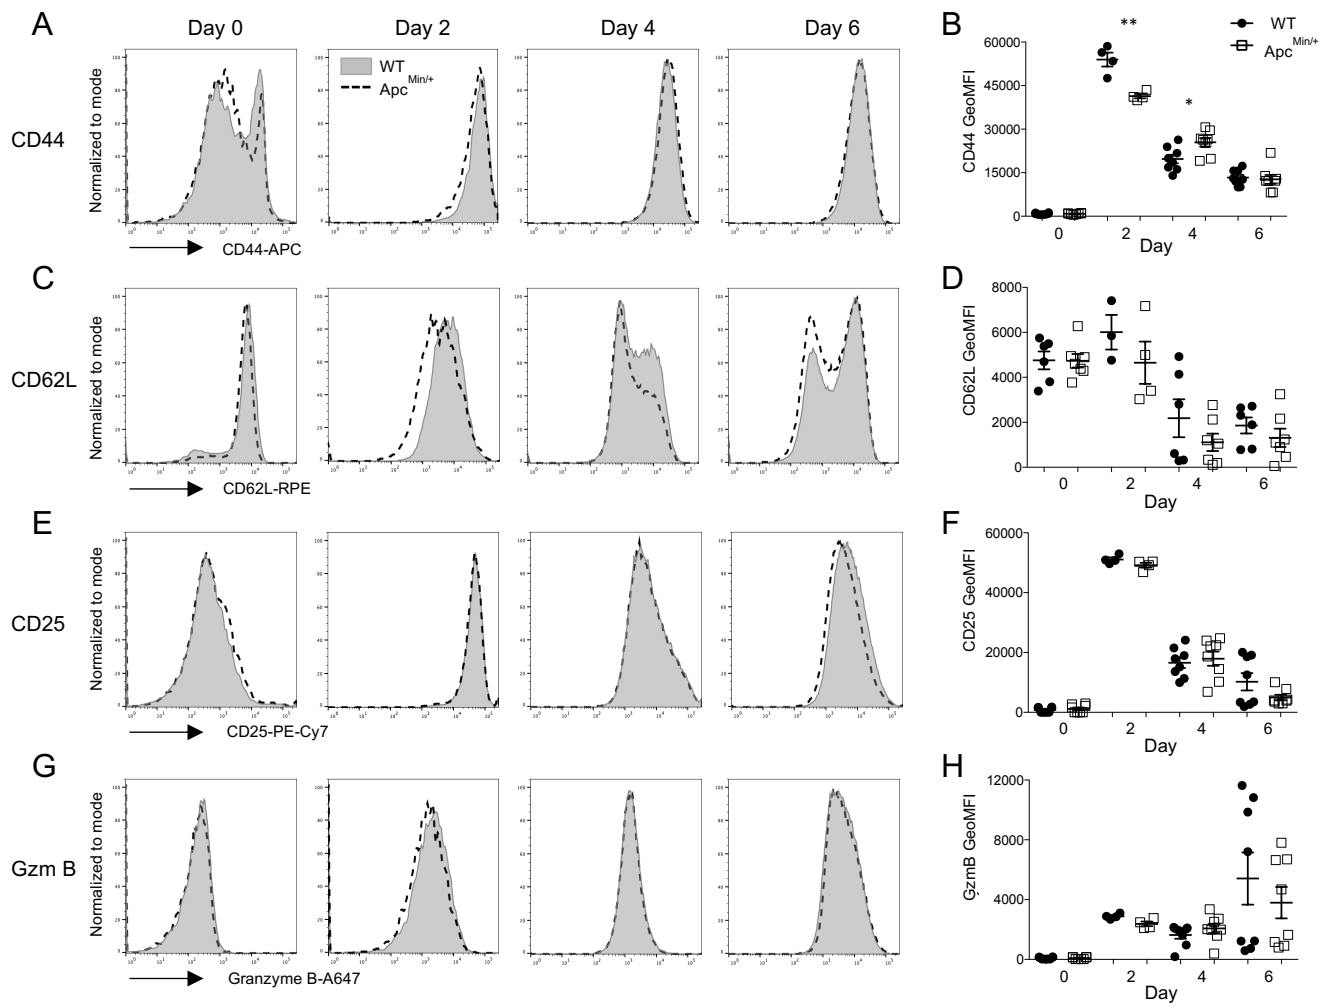 A Day 0 Day 2 Day 4 Day 6
CD44
Normalized to mode
WT
Apc Min/+
CD44-APC
B
WT
Apc Min/+
**
*
CD44 GeoMFI
60000
45000
30000
15000
0
0 2 4 6
Day
C
CD62L
Normalized to mode
CD62L-RPE
D
CD62L GeoMFI
8000
6000
4000
2000
0
0 2 4 6
Day
E
CD25
Normalized to mode
CD25-PE-Cy7
F
CD25 GeoMFI
60000
40000
20000
0
0 2 4 6
Day
G
Gzm B
Normalized to mode
Granzyme B-A647
H
GzmB GeoMFI
12000
8000
4000
0
0 2 4 6
Day